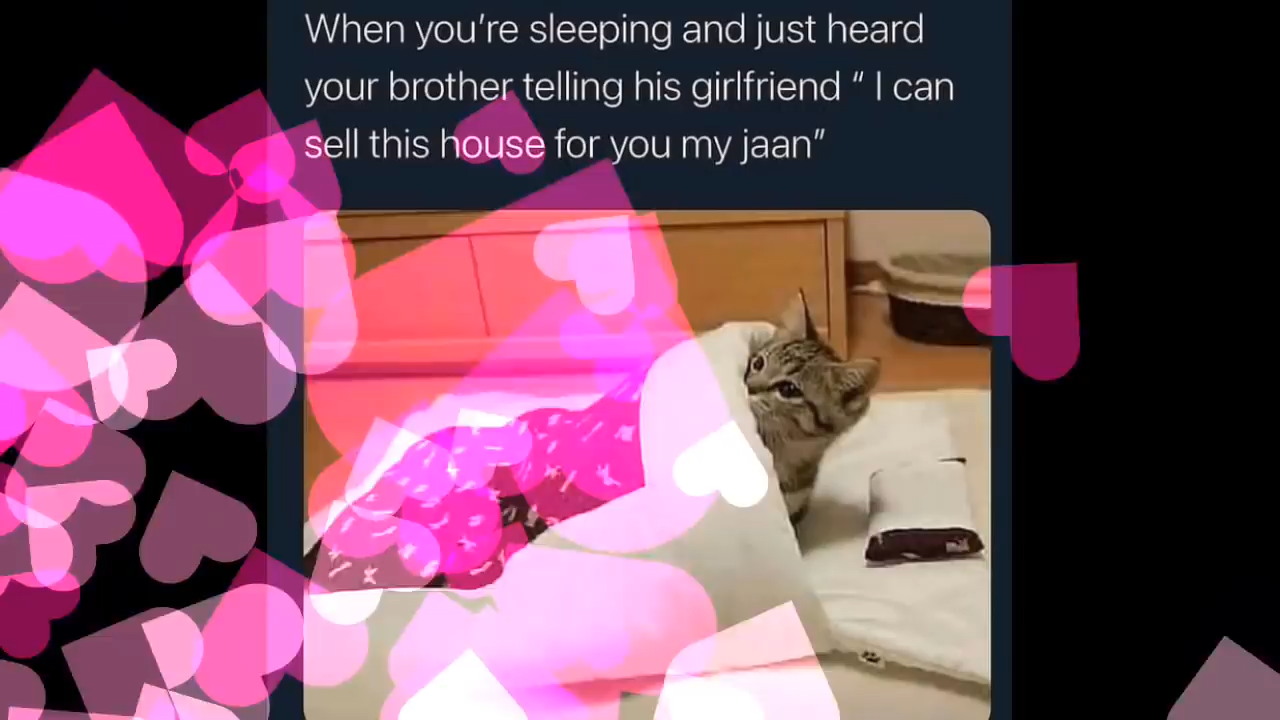 When you’re sleeping and just heard
your brother telling his girlfriend “ I can
sell this house for you my jaan”